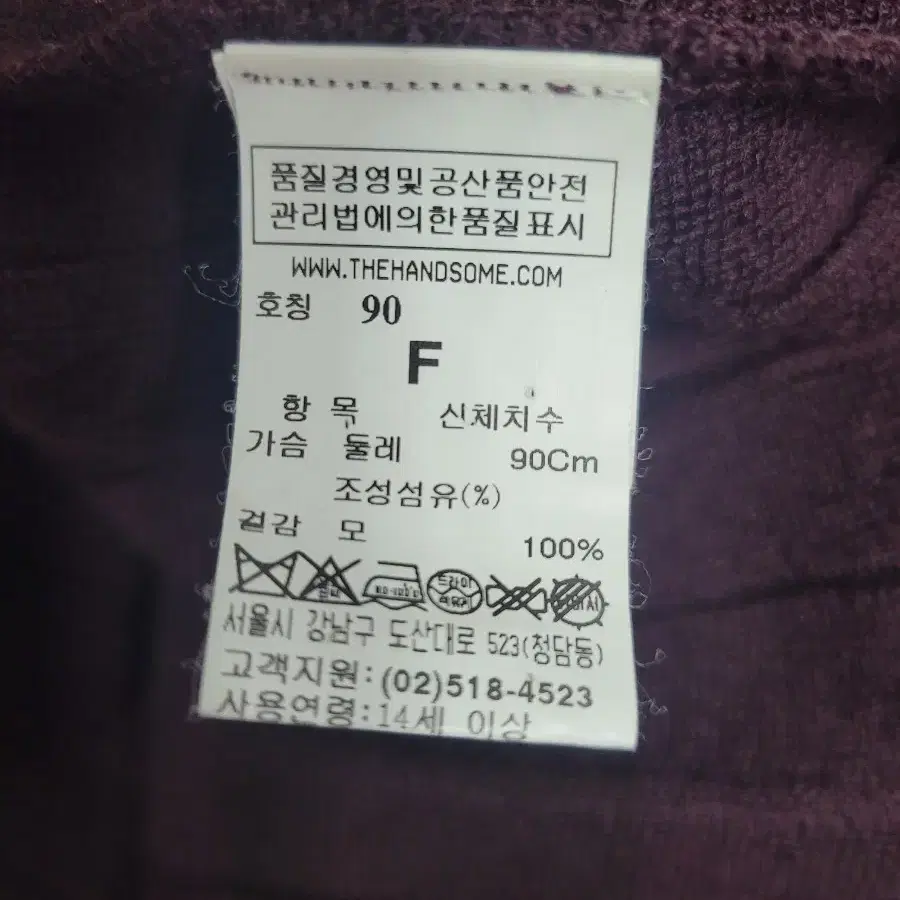 품질경영및공산품안전
관리법에의한품질표시
WWW.THEHANDSOME.COM
호칭 90
F
항 목 신체치수
가슴 둘레 90Cm
조성섬유(%)
겉감 모 100%
드라이
서울시 강남구 도산대로 523(청담동)
고객지원:(02)518-4523
사용연령:14세 이상